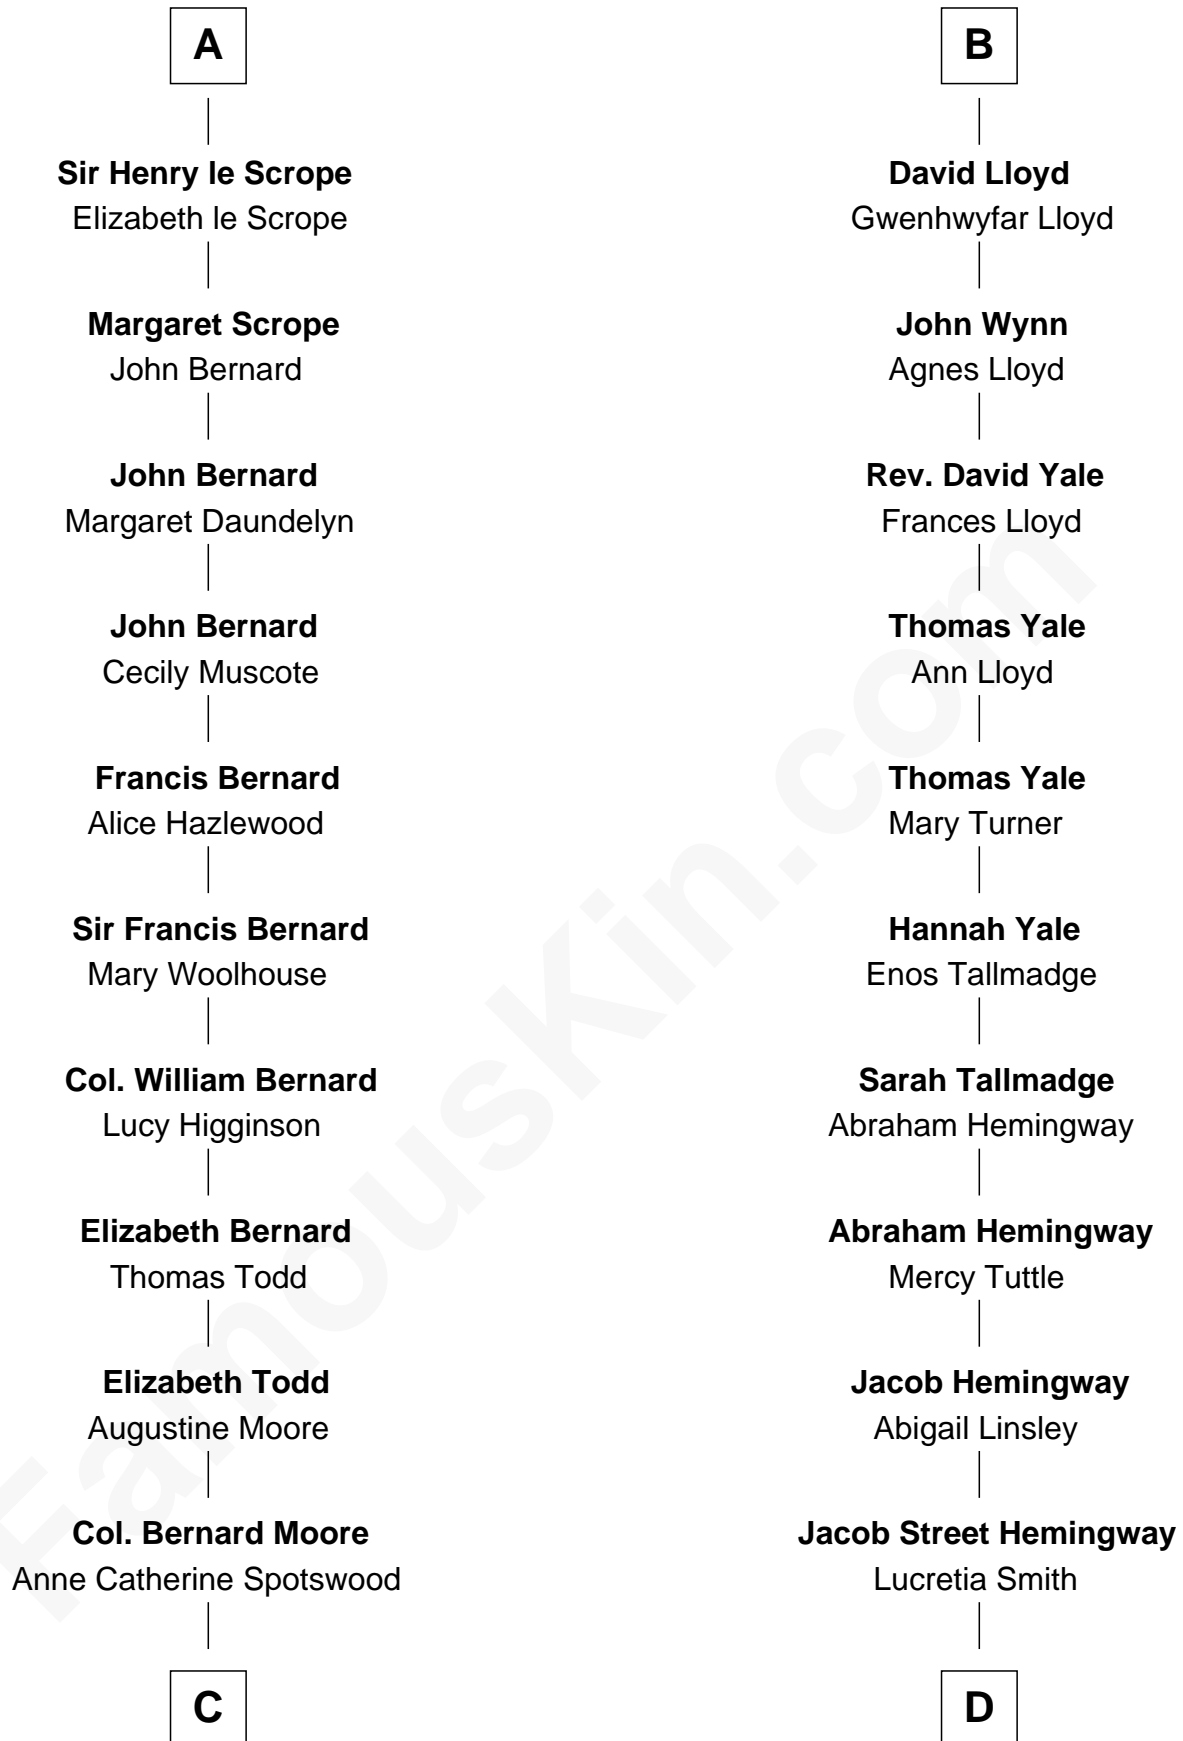 A
Sir Henry le Scrope
Elizabeth le Scrope
Margaret Scrope
John Bernard
John Bernard
Margaret Daundelyn
John Bernard
Cecily Muscote
Francis Bernard
Alice Hazlewood
Sir Francis Bernard
Mary Woolhouse
Col. William Bernard
Lucy Higginson
Elizabeth Bernard
Thomas Todd
Elizabeth Todd
Augustine Moore
Col. Bernard Moore
Anne Catherine Spotswood
C
B
David Lloyd
Gwenhwyfar Lloyd
John Wynn
Agnes Lloyd
Rev. David Yale
Frances Lloyd
Thomas Yale
Ann Lloyd
Thomas Yale
Mary Turner
Hannah Yale
Enos Tallmadge
Sarah Tallmadge
Abraham Hemingway
Abraham Hemingway
Mercy Tuttle
Jacob Hemingway
Abigail Linsley
Jacob Street Hemingway
Lucretia Smith
D
FamousKin.com